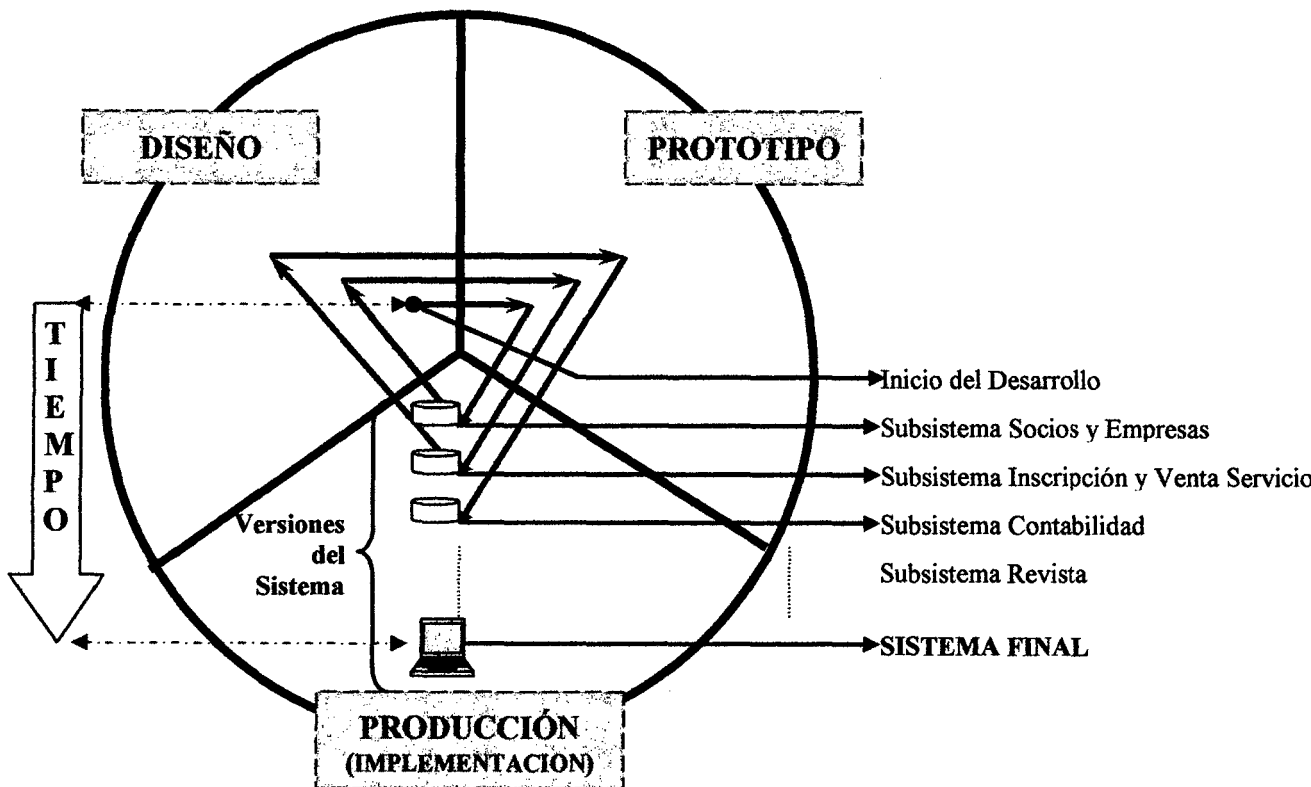 DISEÑO
PROTOTIPO
TIEMPO
Inicio del Desarrollo
Subsistema Socios y Empresas
Subsistema Inscripción y Venta Servicio
Subsistema Contabilidad
Subsistema Revista
Versiones
del
Sistema
SISTEMA FINAL
PRODUCCIÓN
(IMPLEMENTACION)